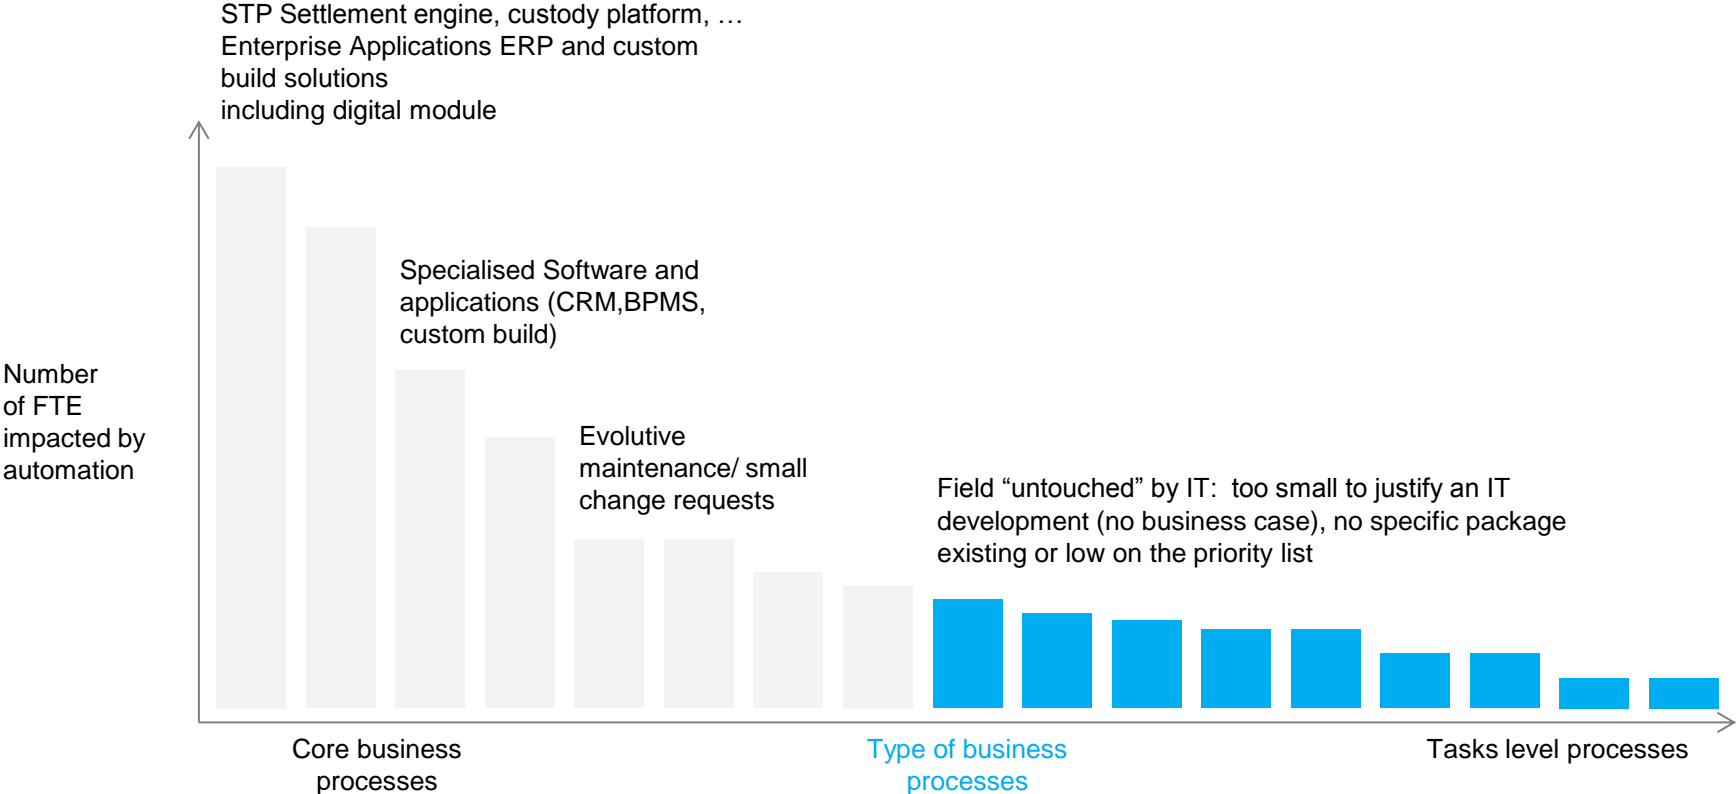 STP Settlement engine, custody platform, …
Enterprise Applications ERP and custom
build solutions
including digital module
Specialised Software and
applications (CRM,BPMS,
custom build)
Number
of FTE
impacted by
automation
Evolutive
maintenance/ small
change requests
Field “untouched” by IT:  too small to justify an IT
development (no business case), no specific package
existing or low on the priority list
Core business
processes
Type of business
processes
Tasks level processes